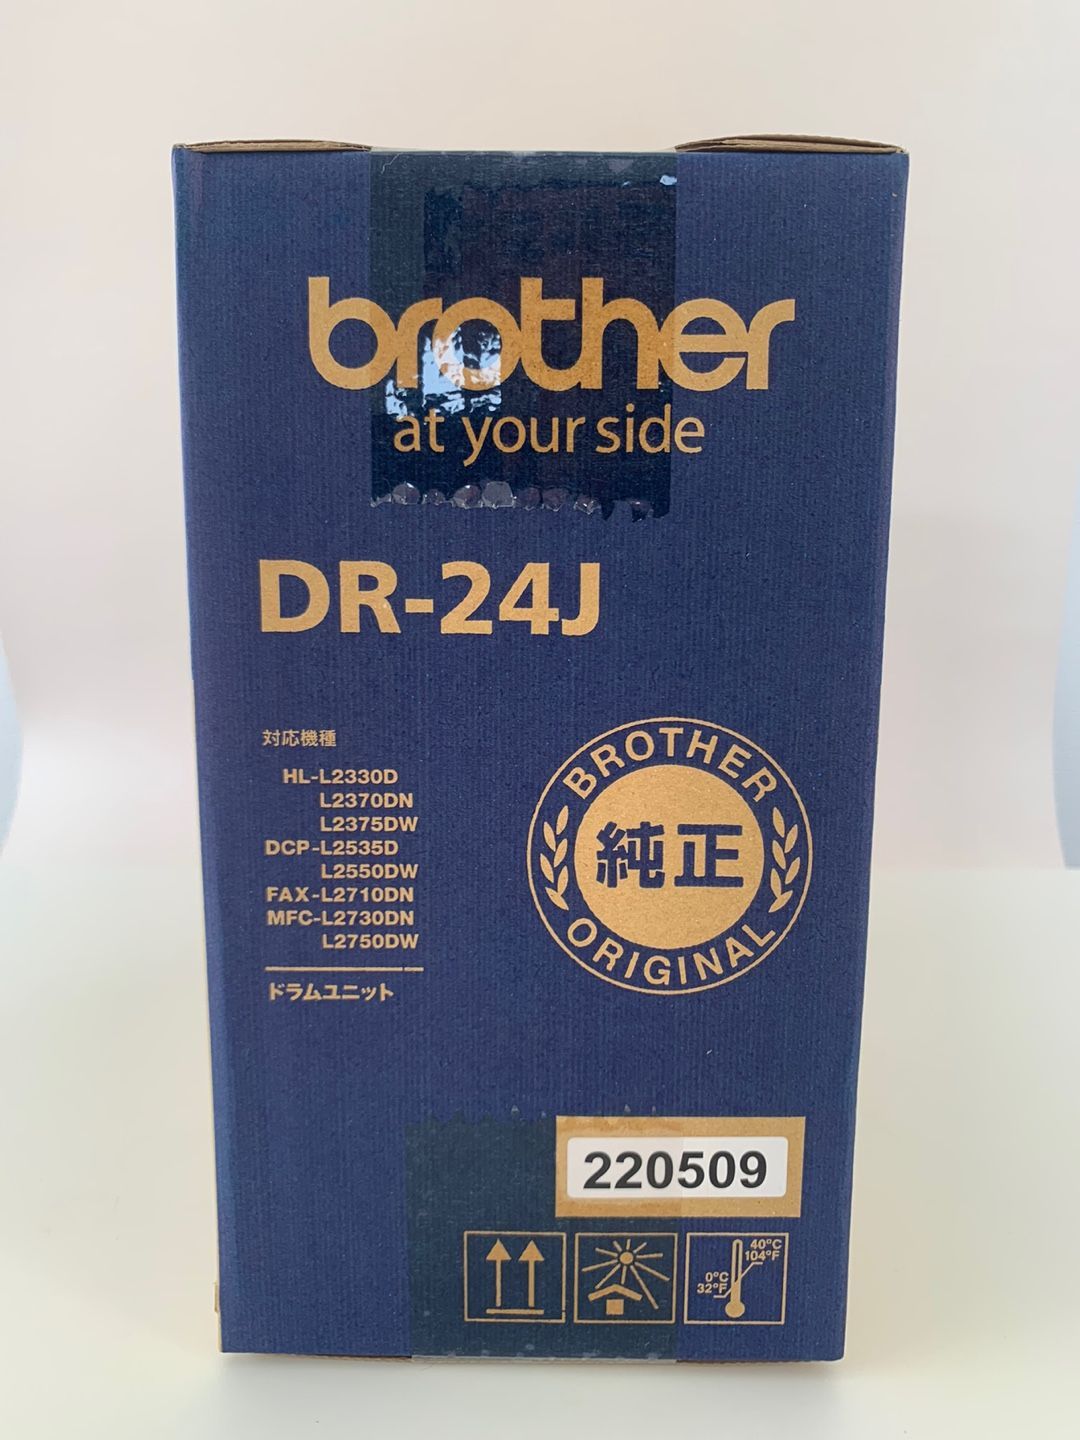 brother
at your side
DR-24J
対応機種
HL-L2330D
L2370DN
L2375DW
DCP-L2535D
L2550DW
FAX-L2710DN
MFC-L2730DN
L2750DW
ドラムユニット
BROTHER
純正
ORIGINAL
220509
40°C
104°F
0°C
32°F